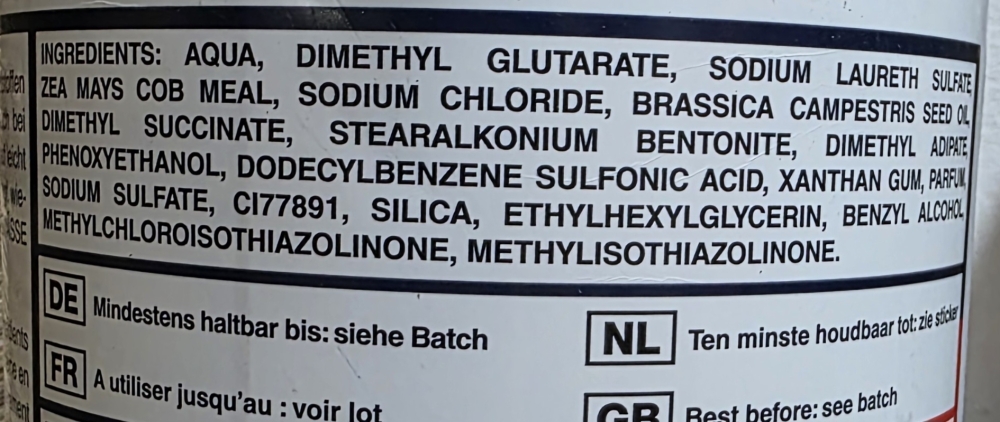 INGREDIENTS: AQUA, DIMETHYL GLUTARATE, SODIUM LAURETH SULFATE,
ZEA MAYS COB MEAL, SODIUM CHLORIDE, BRASSICA CAMPESTRIS SEED OIL,
DIMETHYL SUCCINATE, STEARALKONIUM BENTONITE, DIMETHYL ADIPATE,
PHENOXYETHANOL, DODECYLBENZENE SULFONIC ACID, XANTHAN GUM, PARFUM,
SODIUM SULFATE, CI77891, SILICA, ETHYLHEXYLGLYCERIN, BENZYL ALCOHOL,
METHYLCHLOROISOTHIAZOLINONE, METHYLISOTHIAZOLINONE.
DE Mindestens haltbar bis: siehe Batch
FR A utiliser jusqu'au : voir lot
NL Ten minste houdbaar tot: zie sticker
GB Best before: see batch